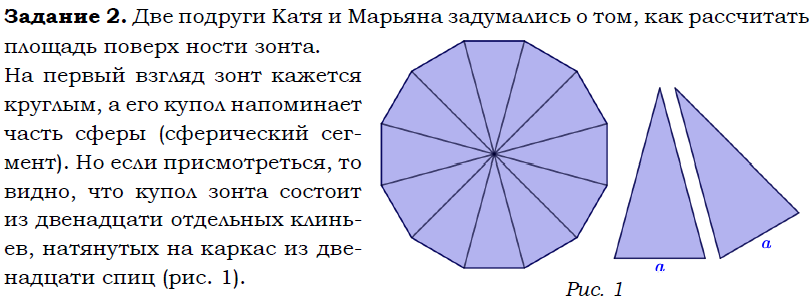 Задание 2. Две подруги Катя и Марьяна задумались о том, как рассчитать
площадь поверх ности зонта.
На первый взгляд зонт кажется
круглым, а его купол напоминает
часть сферы (сферический сег-
мент). Но если присмотреться, то
видно, что купол зонта состоит
из двенадцати отдельных клинь-
ев, натянутых на каркас из две-
надцати спиц (рис. 1).
a
a
Рис. 1